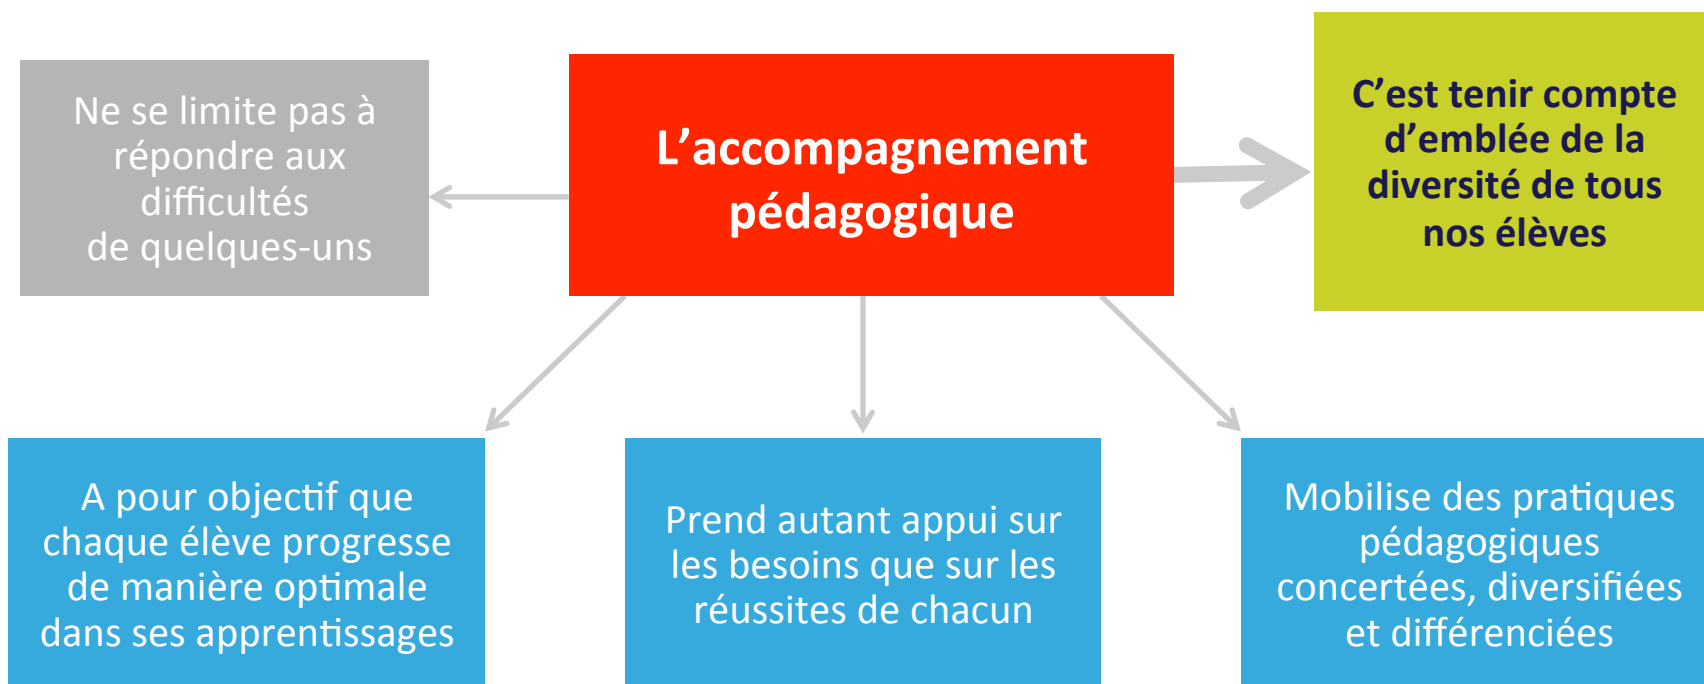 Ne se limite pas à
répondre aux
difficultés
de quelques-uns
L’accompagnement
pédagogique
C’est tenir compte
d’emblée de la
diversité de tous
nos élèves
A pour objectif que
chaque élève progresse
de manière optimale
dans ses apprentissages
Prend autant appui sur
les besoins que sur les
réussites de chacun
Mobilise des pratiques
pédagogiques
concertées, diversifiées
et différenciées